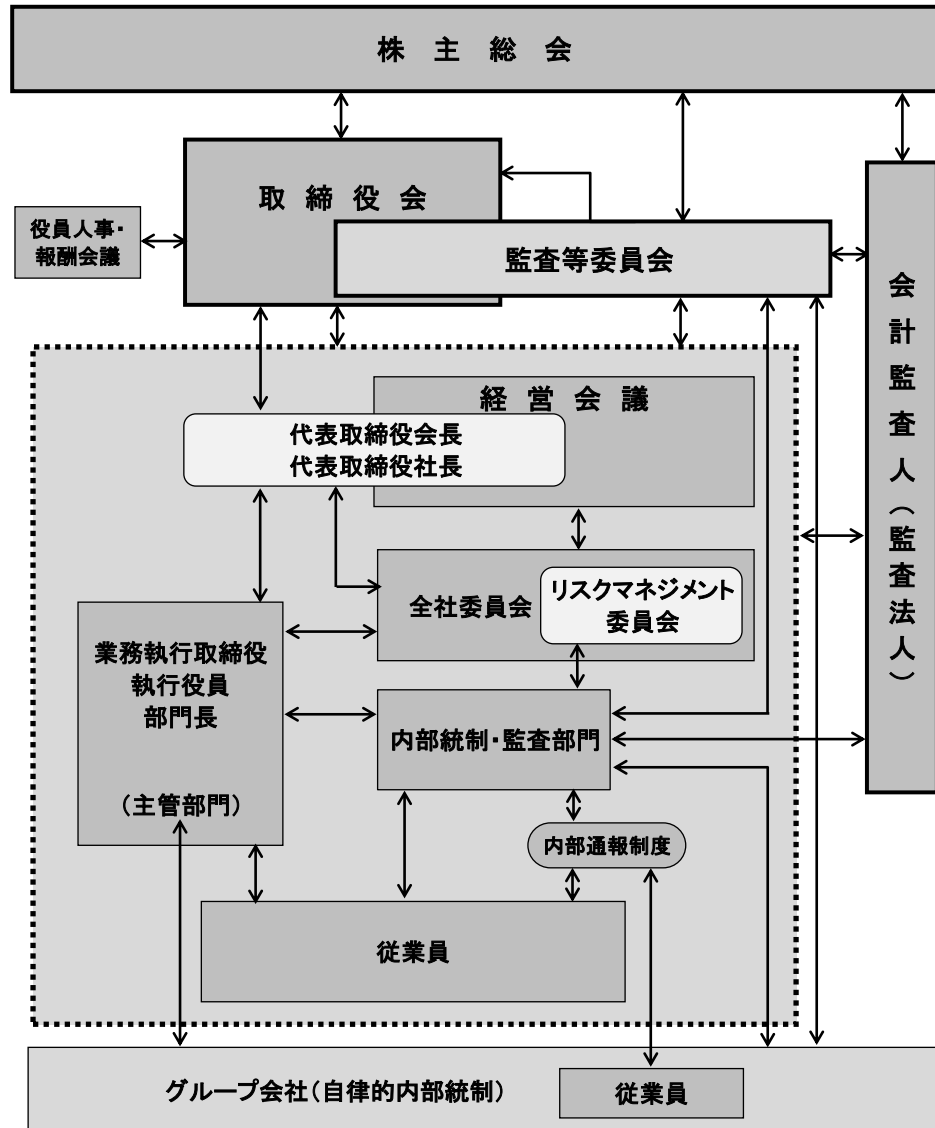 株主総会
取締役会
役員人事・
報酬会議
監査等委員会
会計監査人（監査法人）
経営会議
代表取締役会長
代表取締役社長
全社委員会
リスクマネジメント
委員会
業務執行取締役
執行役員
部門長
（主管部門）
内部統制・監査部門
内部通報制度
従業員
グループ会社（自律的内部統制）
従業員